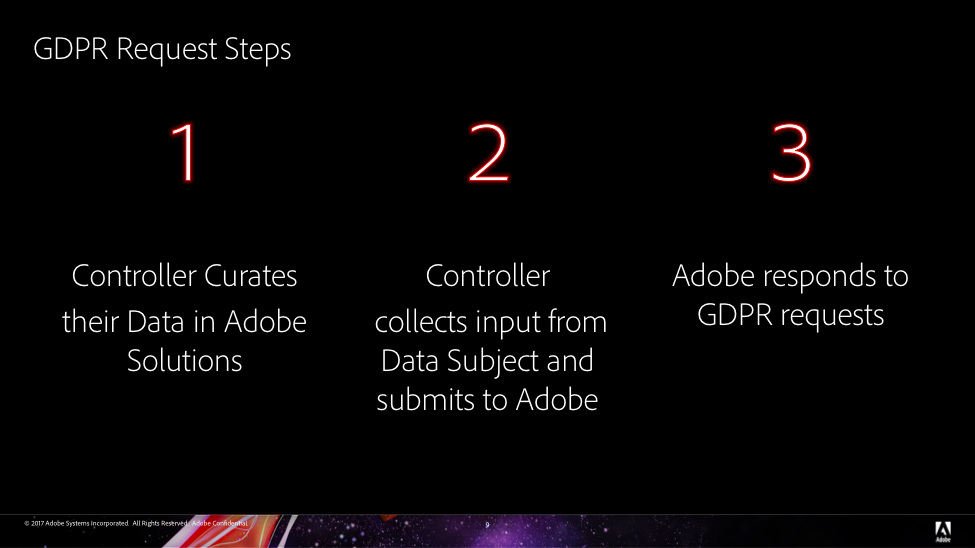 GDPR Request Steps
1
2
3
Controller Curates
their Data in Adobe
Solutions
Controller
collects input from
Data Subject and
submits to Adobe
Adobe responds to
GDPR requests
© 2017 Adobe Systems Incorporated. All Rights Reserved. Adobe Confidential.
9
Adobe